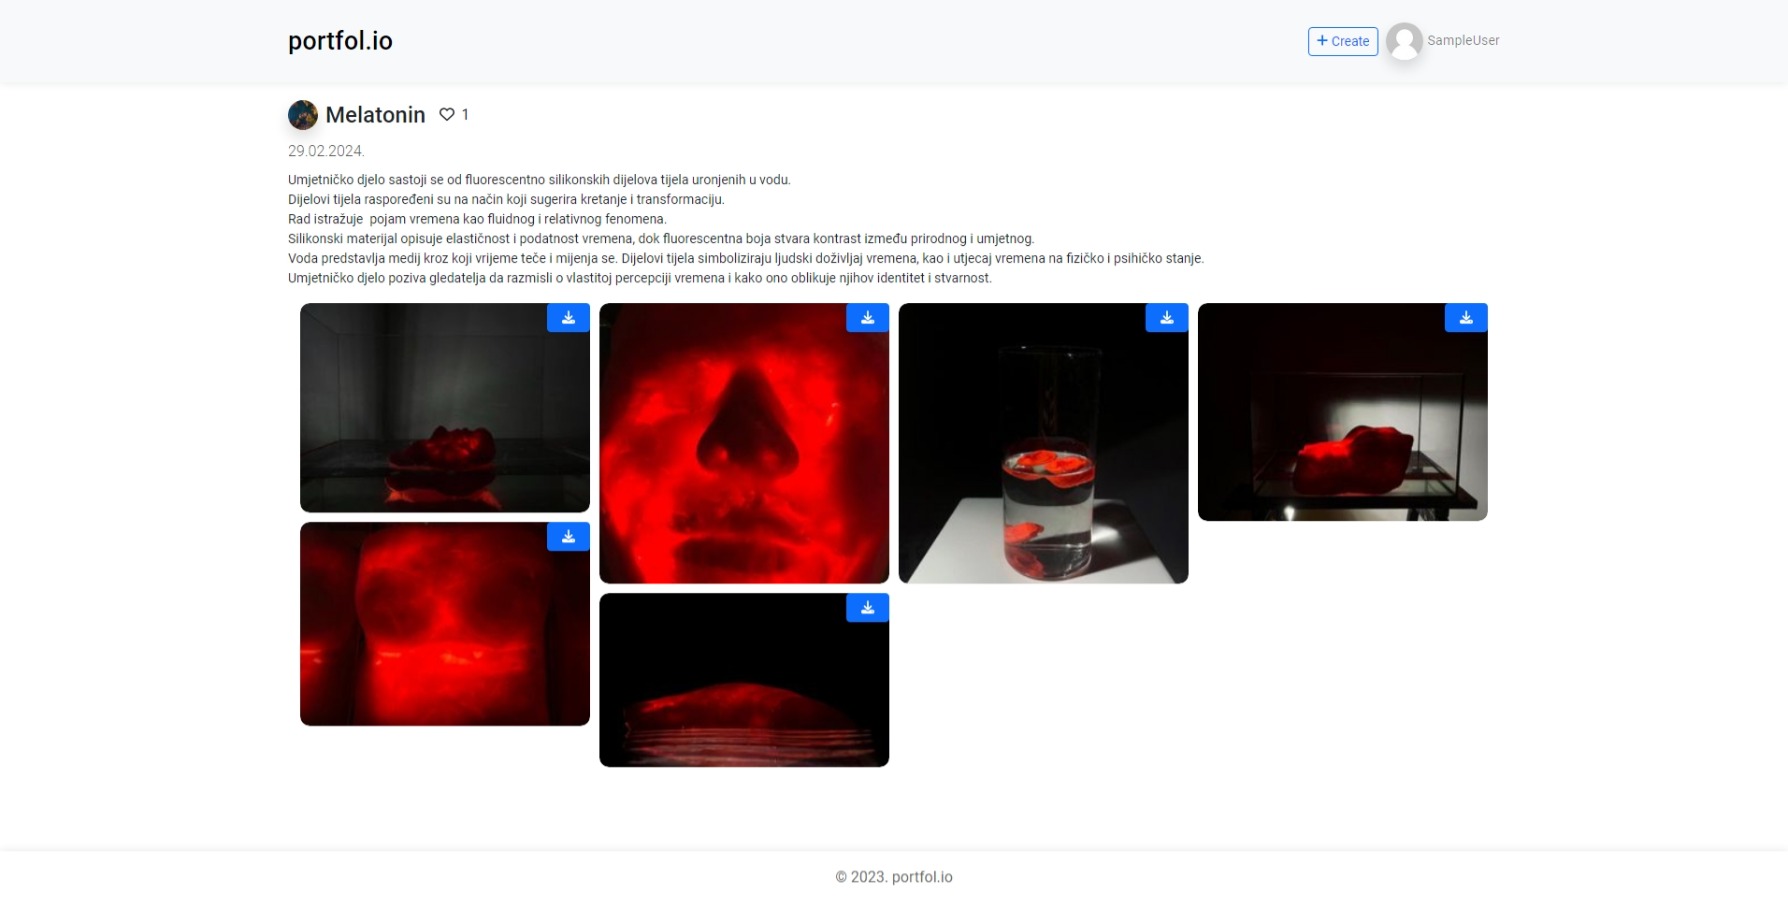 portfol.io
Create
SampleUser
Melatonin
1
29.02.2024.
Umjetničko djelo sastoji se od fluorescentno silikonskih dijelova tijela uronjenih u vodu.
Dijelovi tijela raspoređeni su na način koji sugerira kretanje i transformaciju.
Rad istražuje  pojam vremena kao fluidnog i relativnog fenomena.
Silikonski materijal opisuje elastičnost i podatnost vremena, dok fluorescentna boja stvara kontrast između prirodnog i umjetnog.
Voda predstavlja medij kroz koji vrijeme teče i mijenja se. Dijelovi tijela simboliziraju ljudski doživljaj vremena, kao i utjecaj vremena na fizičko i psihičko stanje.
Umjetničko djelo poziva gledatelja da razmisli o vlastitoj percepciji vremena i kako ono oblikuje njihov identitet i stvarnost.
© 2023. portfol.io